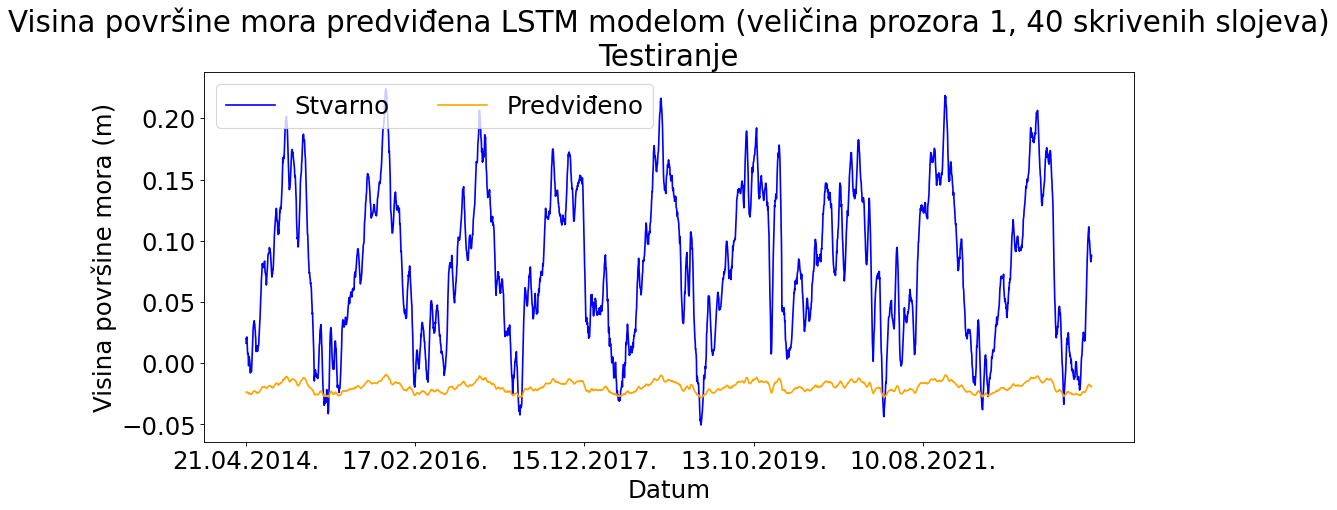 Visina površine mora predviđena LSTM modelom (veličina prozora 1, 40 skrivenih slojeva)
Testiranje
Stvarno
Predviđeno
Visina površine mora (m)
0.20
0.15
0.10
0.05
0.00
−0.05
21.04.2014.
17.02.2016.
15.12.2017.
13.10.2019.
10.08.2021.
Datum